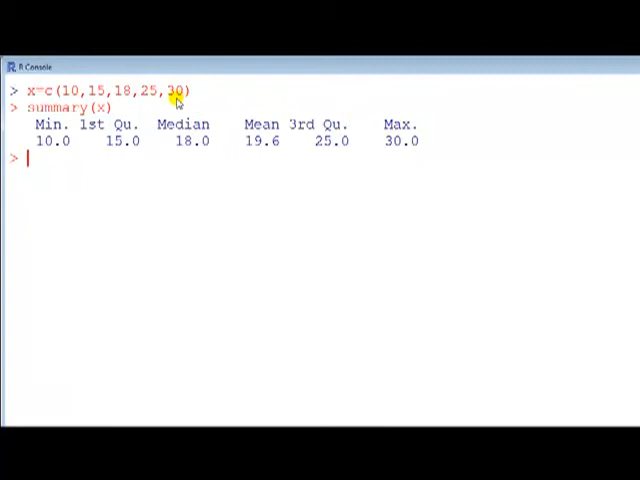 R Console
> x=c(10,15,18,25,30)
> summary(x)
Min. 1st Qu. Median Mean 3rd Qu. Max.
10.0 15.0 18.0 19.6 25.0 30.0
>